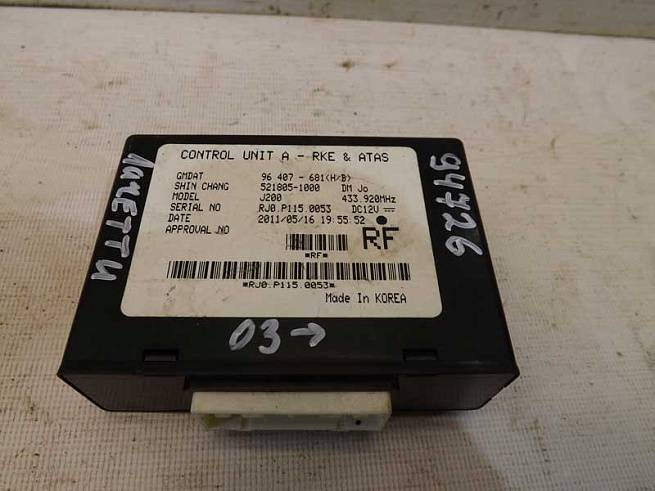 CONTROL UNIT A - RKE & ATAS
GMDAT 96 407 - 681(H/B)
SHIN CHANG 521805-1000 DM Jo
MODEL J200 433.920MHz
SERIAL NO RJ0.P115.0053 DC12V
DATE 2011/05/16 19:55:52
APPROVAL.NO
RF
*RF*
*RJ0.P115.0053*
Made In KOREA
Лачетти
94726
03→